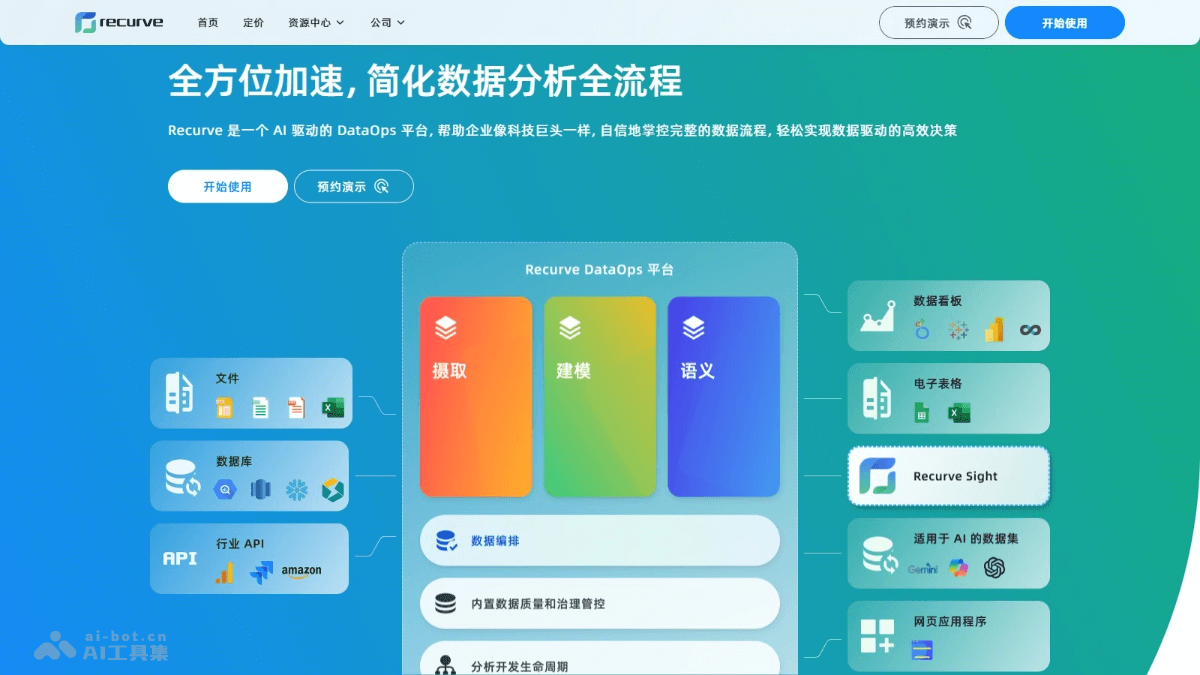 recurve 首页 定价 资源中心 公司 预约演示 开始使用
全方位加速, 简化数据分析全流程
Recurve 是一个 AI 驱动的 DataOps 平台, 帮助企业像科技巨头一样, 自信地掌控完整的数据流程, 轻松实现数据驱动的高效决策
开始使用 预约演示
Recurve DataOps 平台
摄取
建模
语义
数据编排
内置数据质量和治理管控
分析开发生命周期
文件
数据库
行业 API
API
amazon
数据看板
电子表格
Recurve Sight
适用于 AI 的数据集
Gemini
网页应用程序
ai-bot.cn
AI工具集